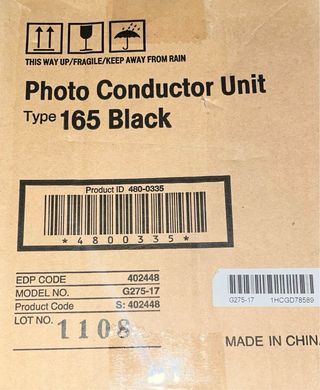 THIS WAY UP/FRAGILE/KEEP AWAY FROM RAIN
Photo Conductor Unit
Type 165 Black
Product ID 480-0335
*4800335*
EDP CODE 402448
MODEL NO. G275-17
Product Code S: 402448
LOT NO. 1108
G275-17 1HCGD78589
MADE IN CHIN